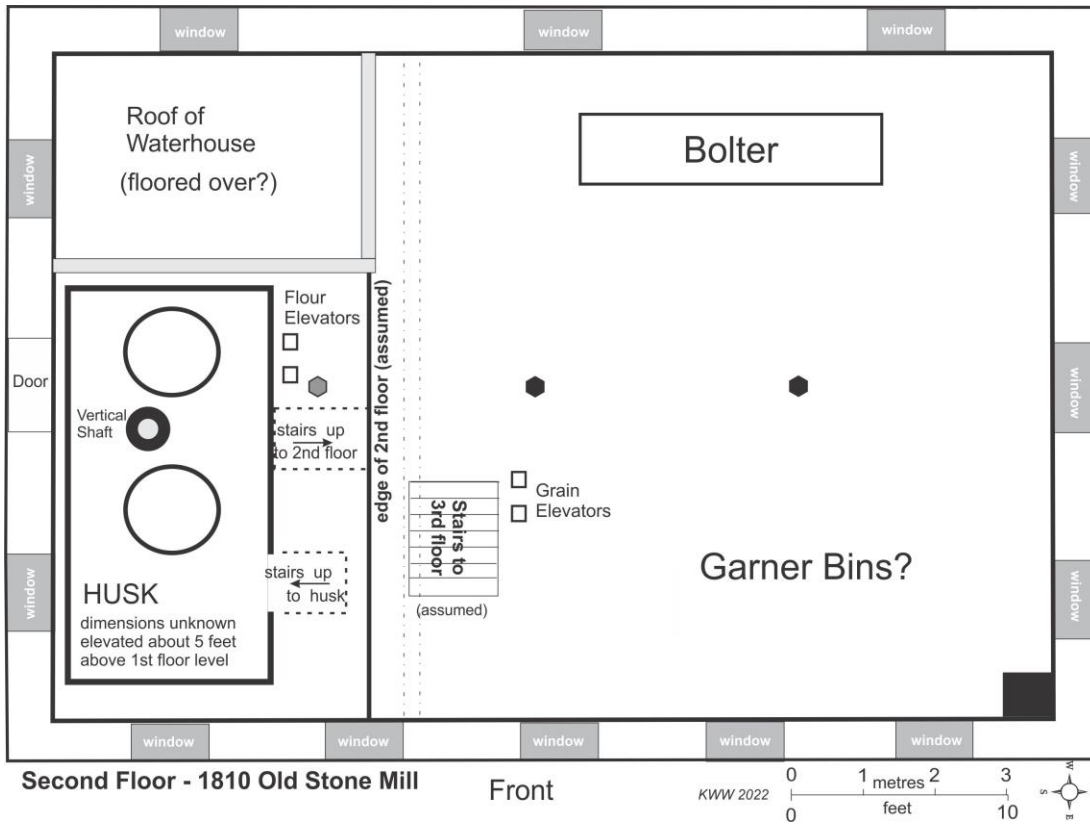 window
window
window
Roof of
Waterhouse
(floored over?)
Bolter
window
window
Flour
Elevators
edge of 2nd floor (assumed)
Door
Vertical
Shaft
stairs up
to 2nd floor
window
Stairs to
3rd floor
(assumed)
Grain
Elevators
Garner Bins?
stairs up
to husk
HUSK
dimensions unknown
elevated about 5 feet
above 1st floor level
window
window
window
window
window
window
window
Second Floor - 1810 Old Stone Mill
Front
KWW 2022
0 1 metres 2 3
feet
0 10
W
S
N
E